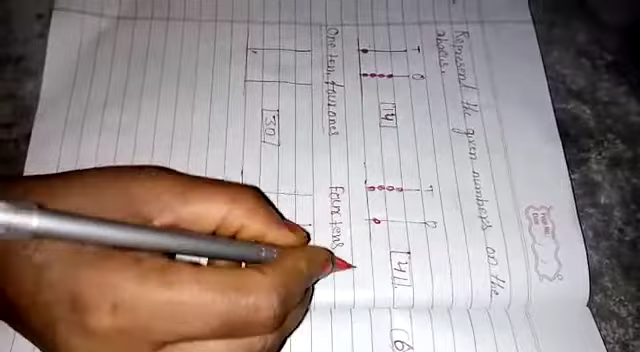 Represent the given numbers on the
abacus.
T O
14
T O
41
One ten, four ones
four tens
30